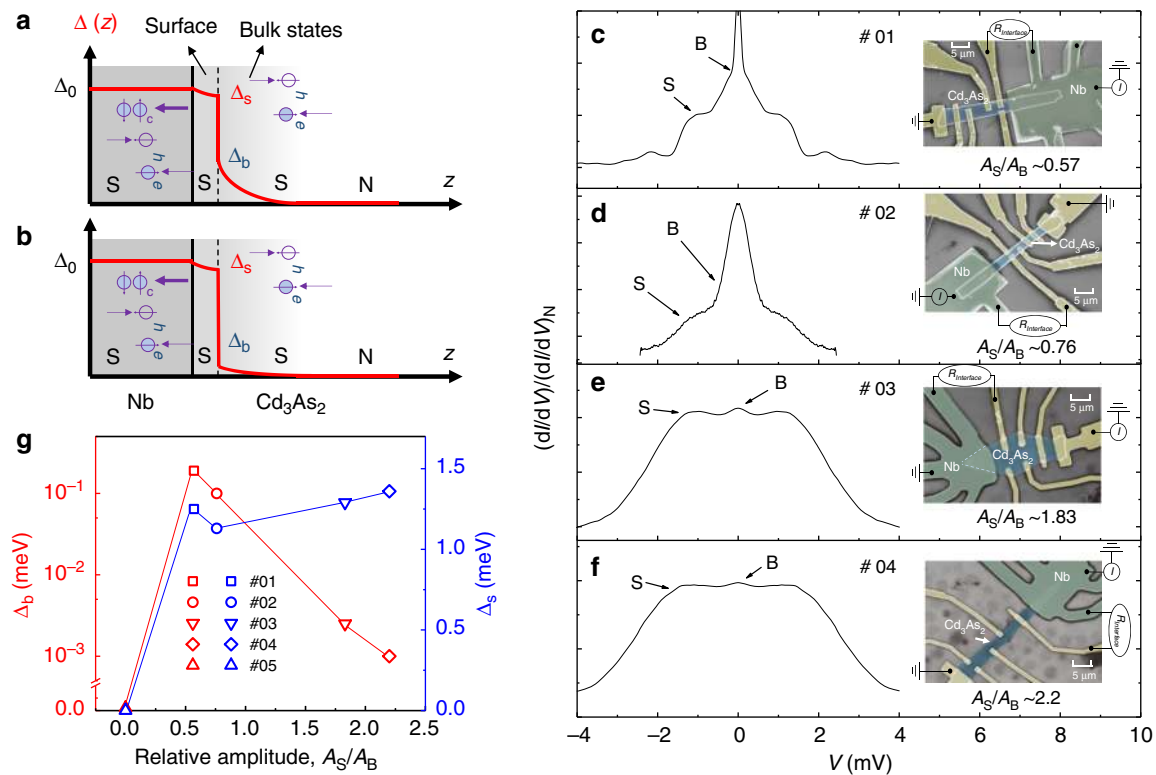 a
Δ (z)
Surface
Bulk states
Δ0
Δs
Δb
c
h
e
h
e
S
S
S
N
z
b
Δ0
Δs
Δb
c
h
e
h
e
S
S
S
N
Nb
Cd3As2
g
10−1
10−2
10−3
0.0
Δb (meV)
1.5
1.0
0.5
0.0
Δs (meV)
#01
#02
#03
#04
#05
0.0 0.5 1.0 1.5 2.0 2.5
Relative amplitude, AS/AB
(dI/dV)/(dI/dV)N
c
B
S
# 01
RInterface
5 μm
Cd3As2
Nb
I
AS/AB ~0.57
d
B
S
# 02
Cd3As2
Nb
I
5 μm
RInterface
AS/AB ~0.76
e
S
B
# 03
RInterface
5 μm
Cd3As2
Nb
I
AS/AB ~1.83
f
S
B
# 04
Nb
I
Cd3As2
RInterface
5 μm
AS/AB ~2.2
−4 −2 0 2 4 6 8 10
V (mV)